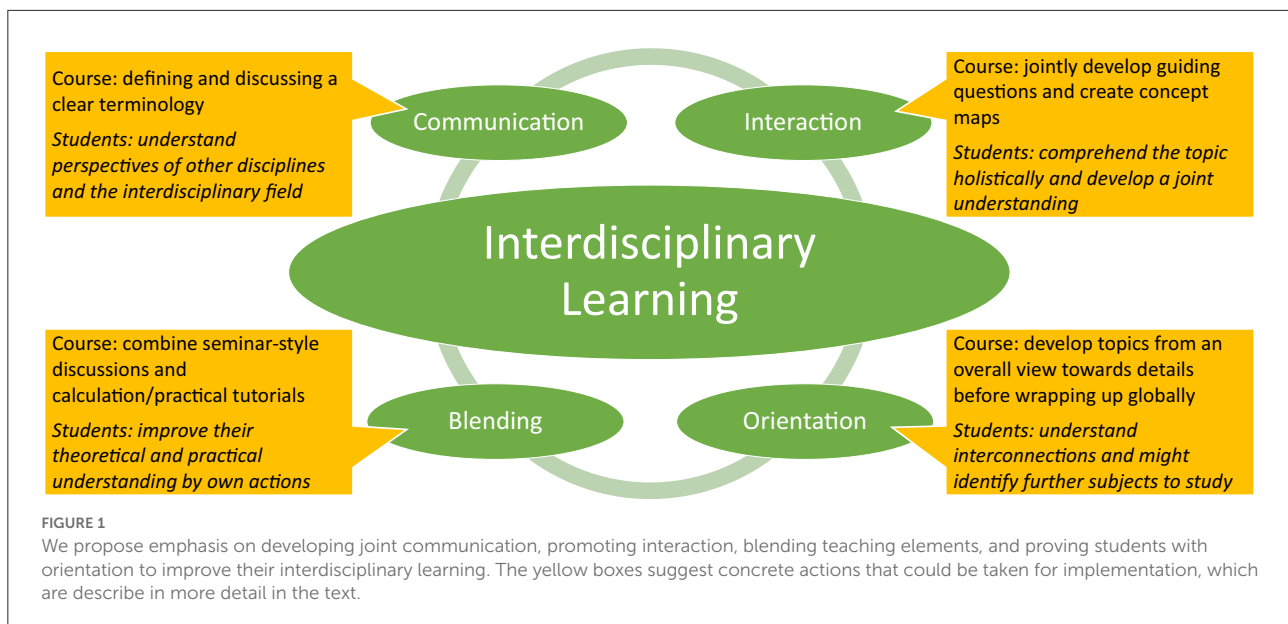 Course: defining and discussing a
clear terminology
Students: understand
perspectives of other disciplines
and the interdisciplinary field
Communication
Interaction
Course: jointly develop guiding
questions and create concept
maps
Students: comprehend the topic
holistically and develop a joint
understanding
Interdisciplinary
Learning
Course: combine seminar-style
discussions and
calculation/practical tutorials
Students: improve their
theoretical and practical
understanding by own actions
Blending
Orientation
Course: develop topics from an
overall view towards details
before wrapping up globally
Students: understand
interconnections and might
identify further subjects to study
FIGURE 1
We propose emphasis on developing joint communication, promoting interaction, blending teaching elements, and proving students with
orientation to improve their interdisciplinary learning. The yellow boxes suggest concrete actions that could be taken for implementation, which
are describe in more detail in the text.